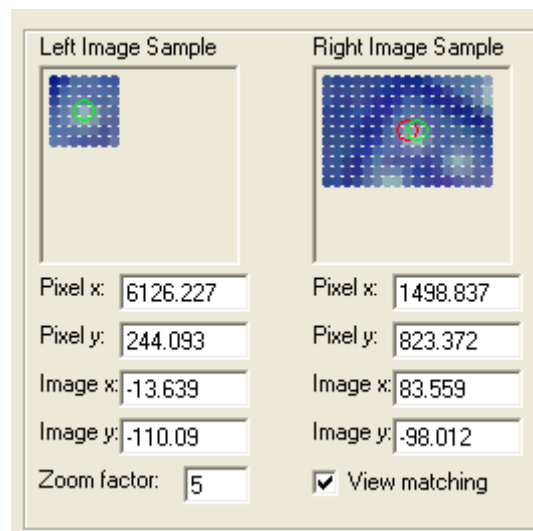 Left Image Sample Right Image Sample
Pixel x: 6126.227 Pixel x: 1498.837
Pixel y: 244.093 Pixel y: 823.372
Image x: -13.639 Image x: 83.559
Image y: -110.09 Image y: -98.012
Zoom factor: 5 View matching